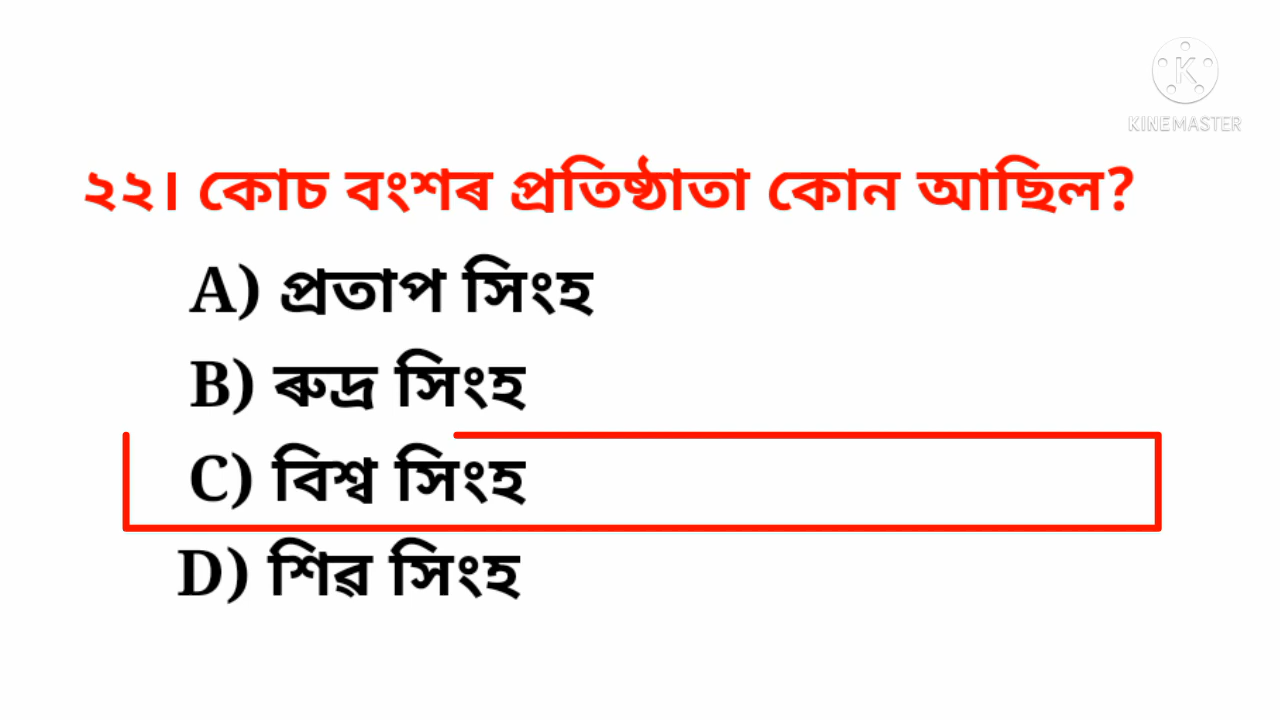 KINEMASTER
২২। কোচ বংশৰ প্ৰতিষ্ঠাতা কোন আছিল?
A) প্ৰতাপ সিংহ
B) ৰুদ্ৰ সিংহ
C) বিশ্ব সিংহ
D) শিৱ সিংহ